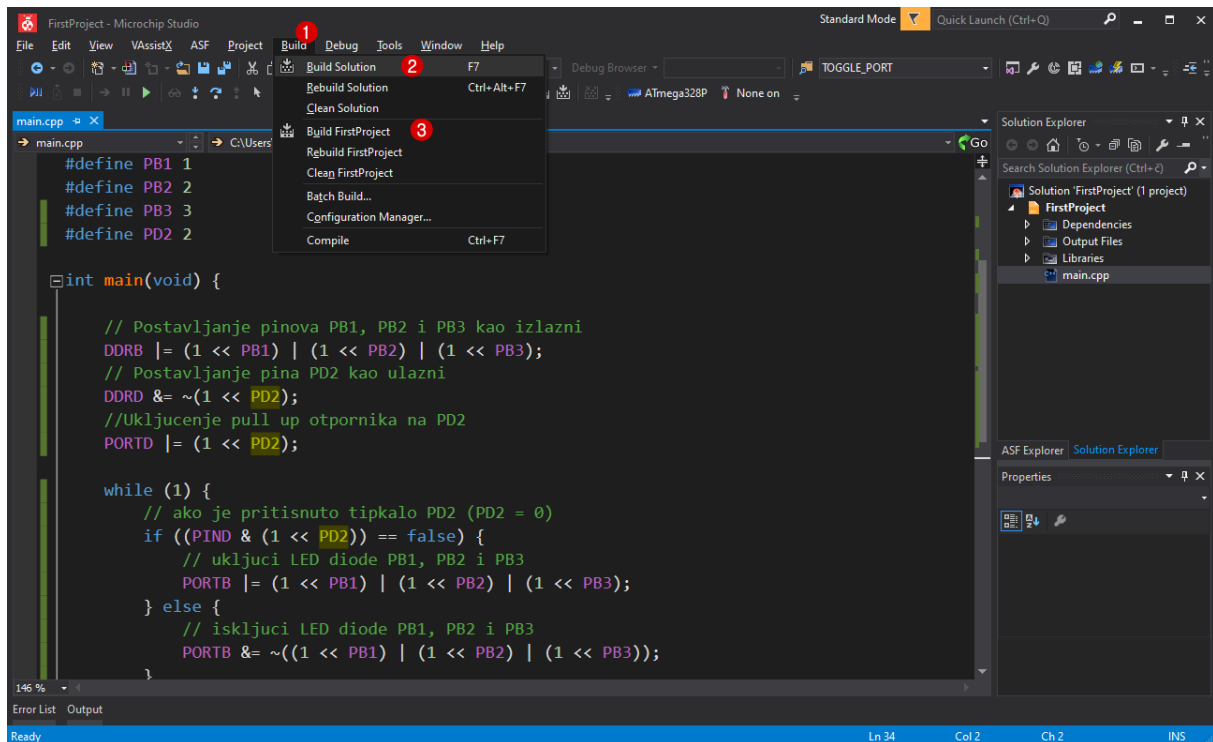 FirstProject - Microchip Studio
Standard Mode
Quick Launch (Ctrl+Q)
1
File Edit View VAssistX ASF Project Build Debug Tools Window Help
Build Solution 2 F7
Debug Browser
TOGGLE_PORT
Rebuild Solution Ctrl+Alt+F7
ATmega328P
None on
Clean Solution
main.cpp
Build FirstProject 3
main.cpp
C:\Users\
Go
Rebuild FirstProject
Clean FirstProject
Batch Build...
Configuration Manager...
Compile Ctrl+F7
#define PB1 1
#define PB2 2
#define PB3 3
#define PD2 2
int main(void) {
// Postavljanje pinova PB1, PB2 i PB3 kao izlazni
DDRB |= (1 << PB1) | (1 << PB2) | (1 << PB3);
// Postavljanje pina PD2 kao ulazni
DDRD &= ~(1 << PD2);
//Ukljucenje pull up otpornika na PD2
PORTD |= (1 << PD2);
while (1) {
// ako je pritisnuto tipkalo PD2 (PD2 = 0)
if ((PIND & (1 << PD2)) == false) {
// ukljuci LED diode PB1, PB2 i PB3
PORTB |= (1 << PB1) | (1 << PB2) | (1 << PB3);
} else {
// iskljuci LED diode PB1, PB2 i PB3
PORTB &= ~((1 << PB1) | (1 << PB2) | (1 << PB3));
}
146 %
Solution Explorer
Search Solution Explorer (Ctrl+č)
Solution 'FirstProject' (1 project)
FirstProject
Dependencies
Output Files
Libraries
main.cpp
ASF Explorer Solution Explorer
Properties
Error List Output
Ready Ln 34 Col 2 Ch 2 INS